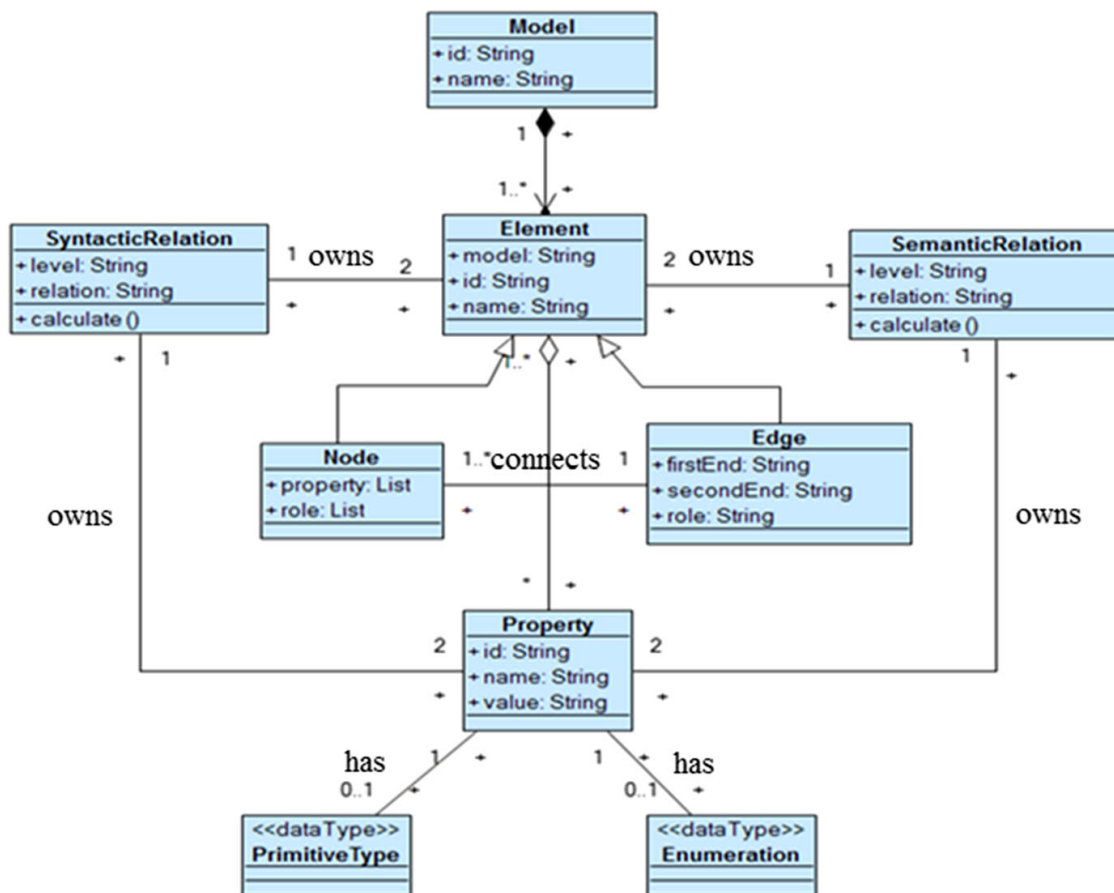 Model
+ id: String
+ name: String
1 +
1..* +
SyntacticRelation
+ level: String
+ relation: String
+ calculate ()
1 owns 2
+ +
Element
+ model: String
+ id: String
+ name: String
2 owns 1
+ +
SemanticRelation
+ level: String
+ relation: String
+ calculate ()
+ 1
1..* +
1
+
Node
+ property: List
+ role: List
1..* connects 1
+ +
Edge
+ firstEnd: String
+ secondEnd: String
+ role: String
owns
owns
* +
Property
+ id: String
+ name: String
+ value: String
2
+
2
+
has 1 +
0..1 +
1 + has
0..1 +
<<dataType>>
PrimitiveType
<<dataType>>
Enumeration